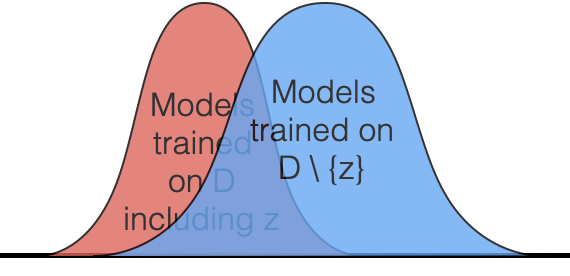 Models
trained
on D
including z
Models
trained on
D \ {z}